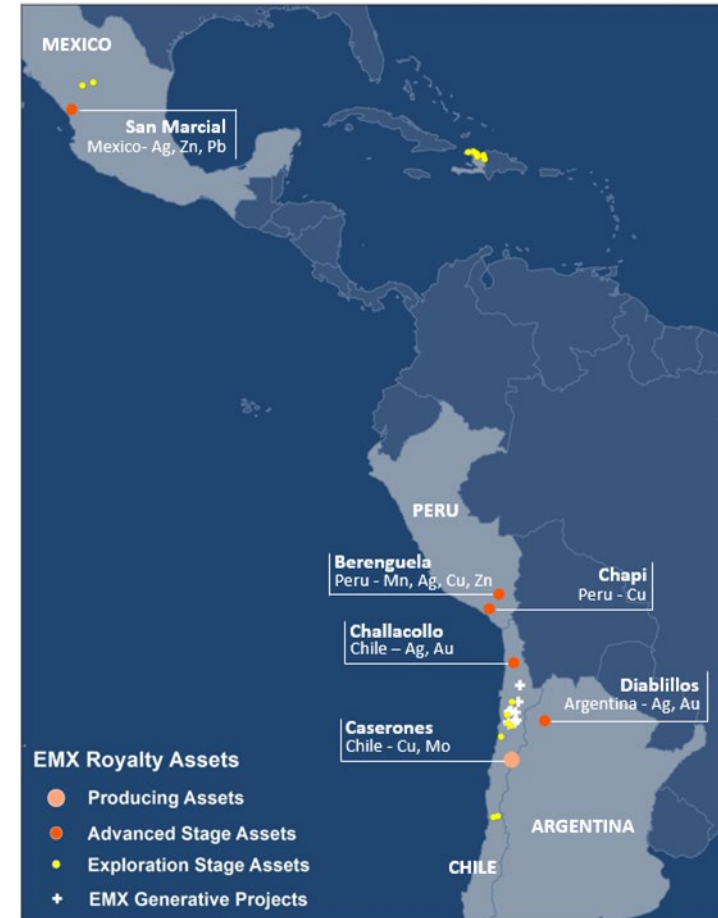 MEXICO
San Marcial
Mexico- Ag, Zn, Pb
PERU
Berenguela
Peru - Mn, Ag, Cu, Zn
Chapi
Peru - Cu
Challacollo
Chile – Ag, Au
Diablillos
Argentina - Ag, Au
Caserones
Chile - Cu, Mo
EMX Royalty Assets
Producing Assets
Advanced Stage Assets
Exploration Stage Assets
EMX Generative Projects
ARGENTINA
CHILE